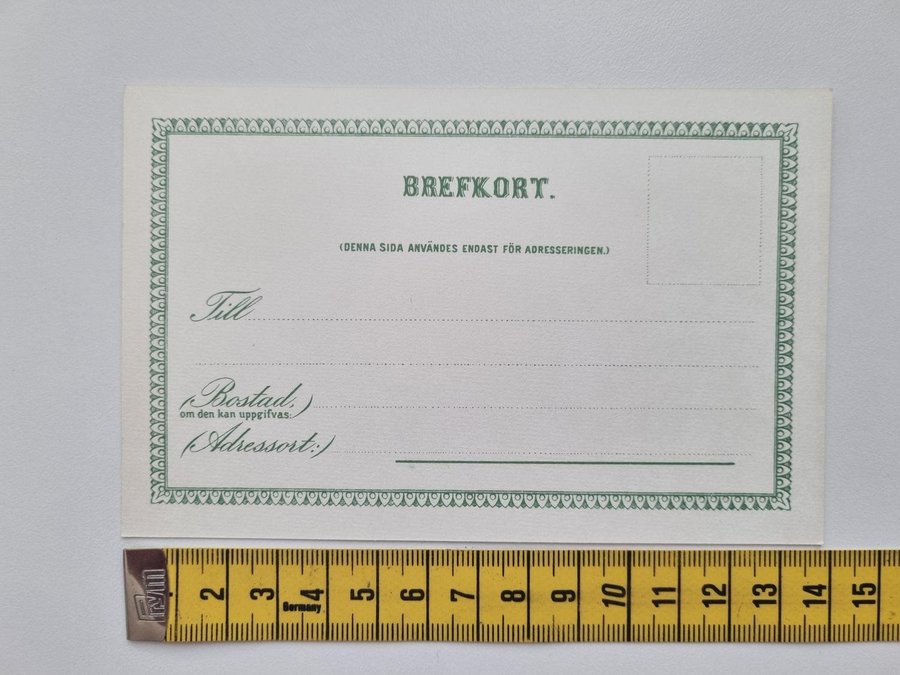 BREFKORT.
(DENNA SIDA ANVÄNDES ENDAST FÖR ADRESSERINGEN.)
Till
(Bostad,)
om den kan uppgifvas:
(Adressort:)
Prym
2 3 4 5 6 7 8 9 10 11 12 13 14 15
Germany